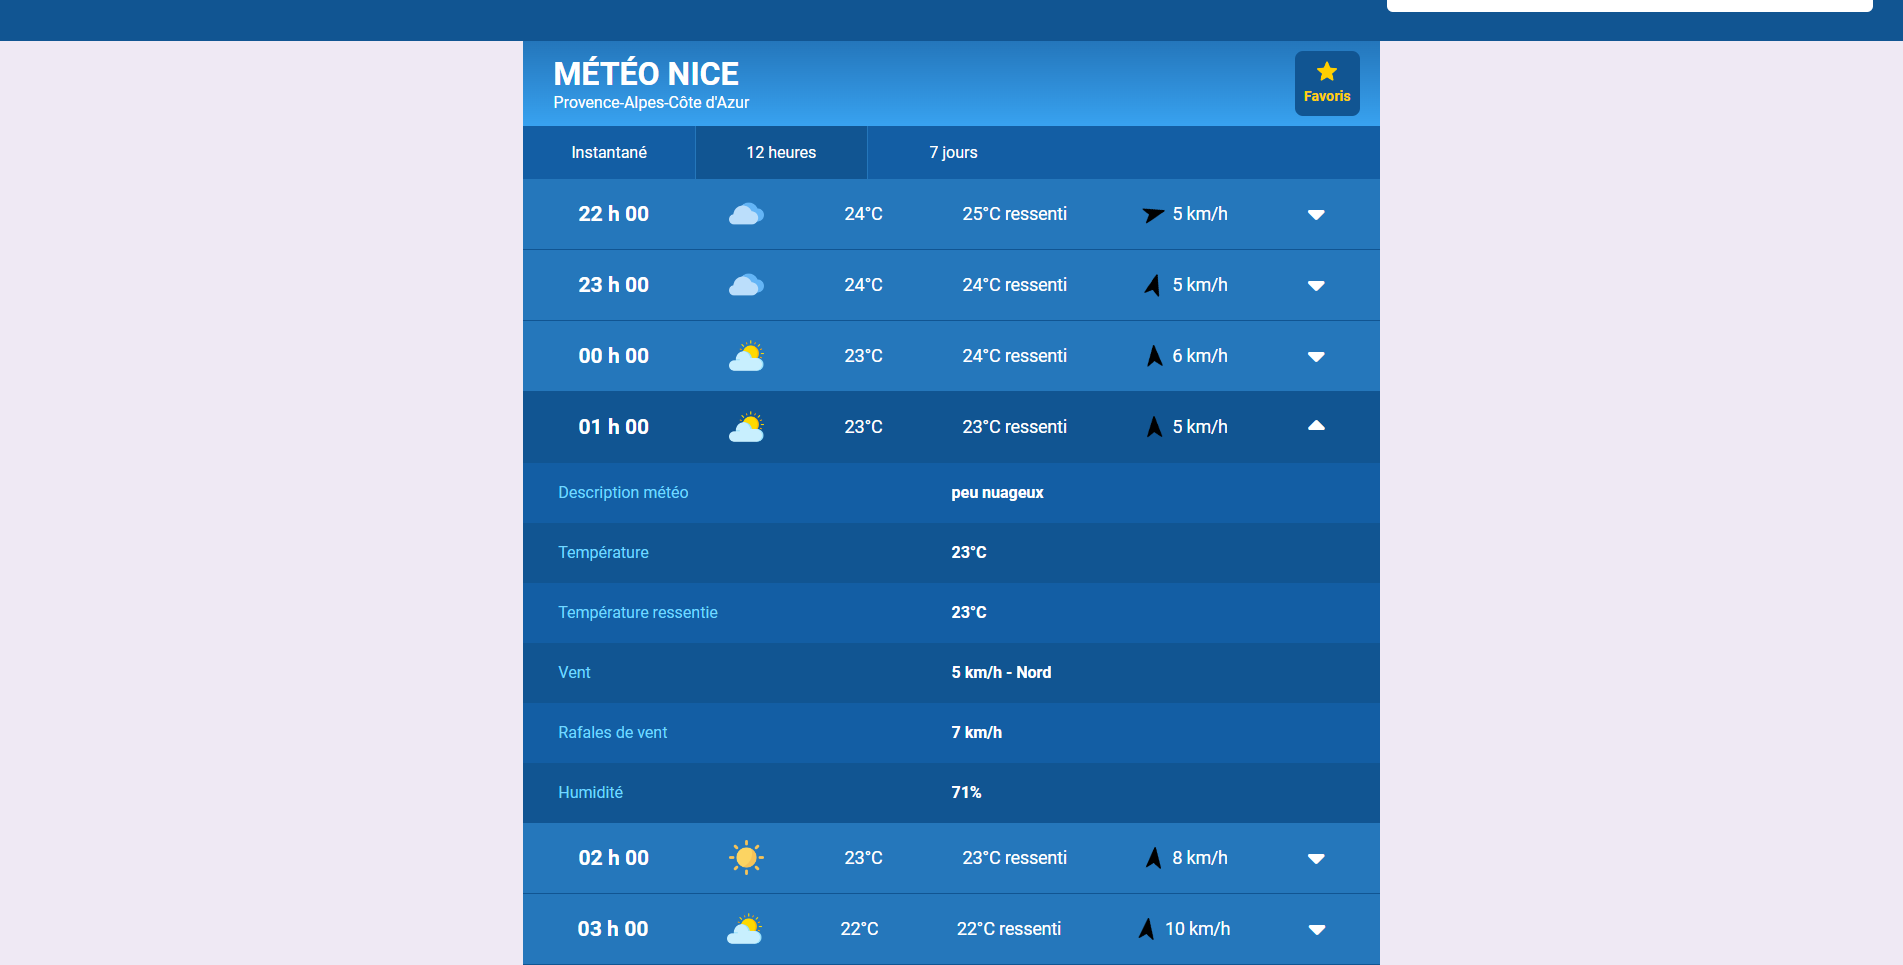 MÉTÉO NICE
Provence-Alpes-Côte d'Azur
Favoris
Instantané 12 heures 7 jours
22 h 00 24°C 25°C ressenti 5 km/h
23 h 00 24°C 24°C ressenti 5 km/h
00 h 00 23°C 24°C ressenti 6 km/h
01 h 00 23°C 23°C ressenti 5 km/h
Description météo peu nuageux
Température 23°C
Température ressentie 23°C
Vent 5 km/h - Nord
Rafales de vent 7 km/h
Humidité 71%
02 h 00 23°C 23°C ressenti 8 km/h
03 h 00 22°C 22°C ressenti 10 km/h